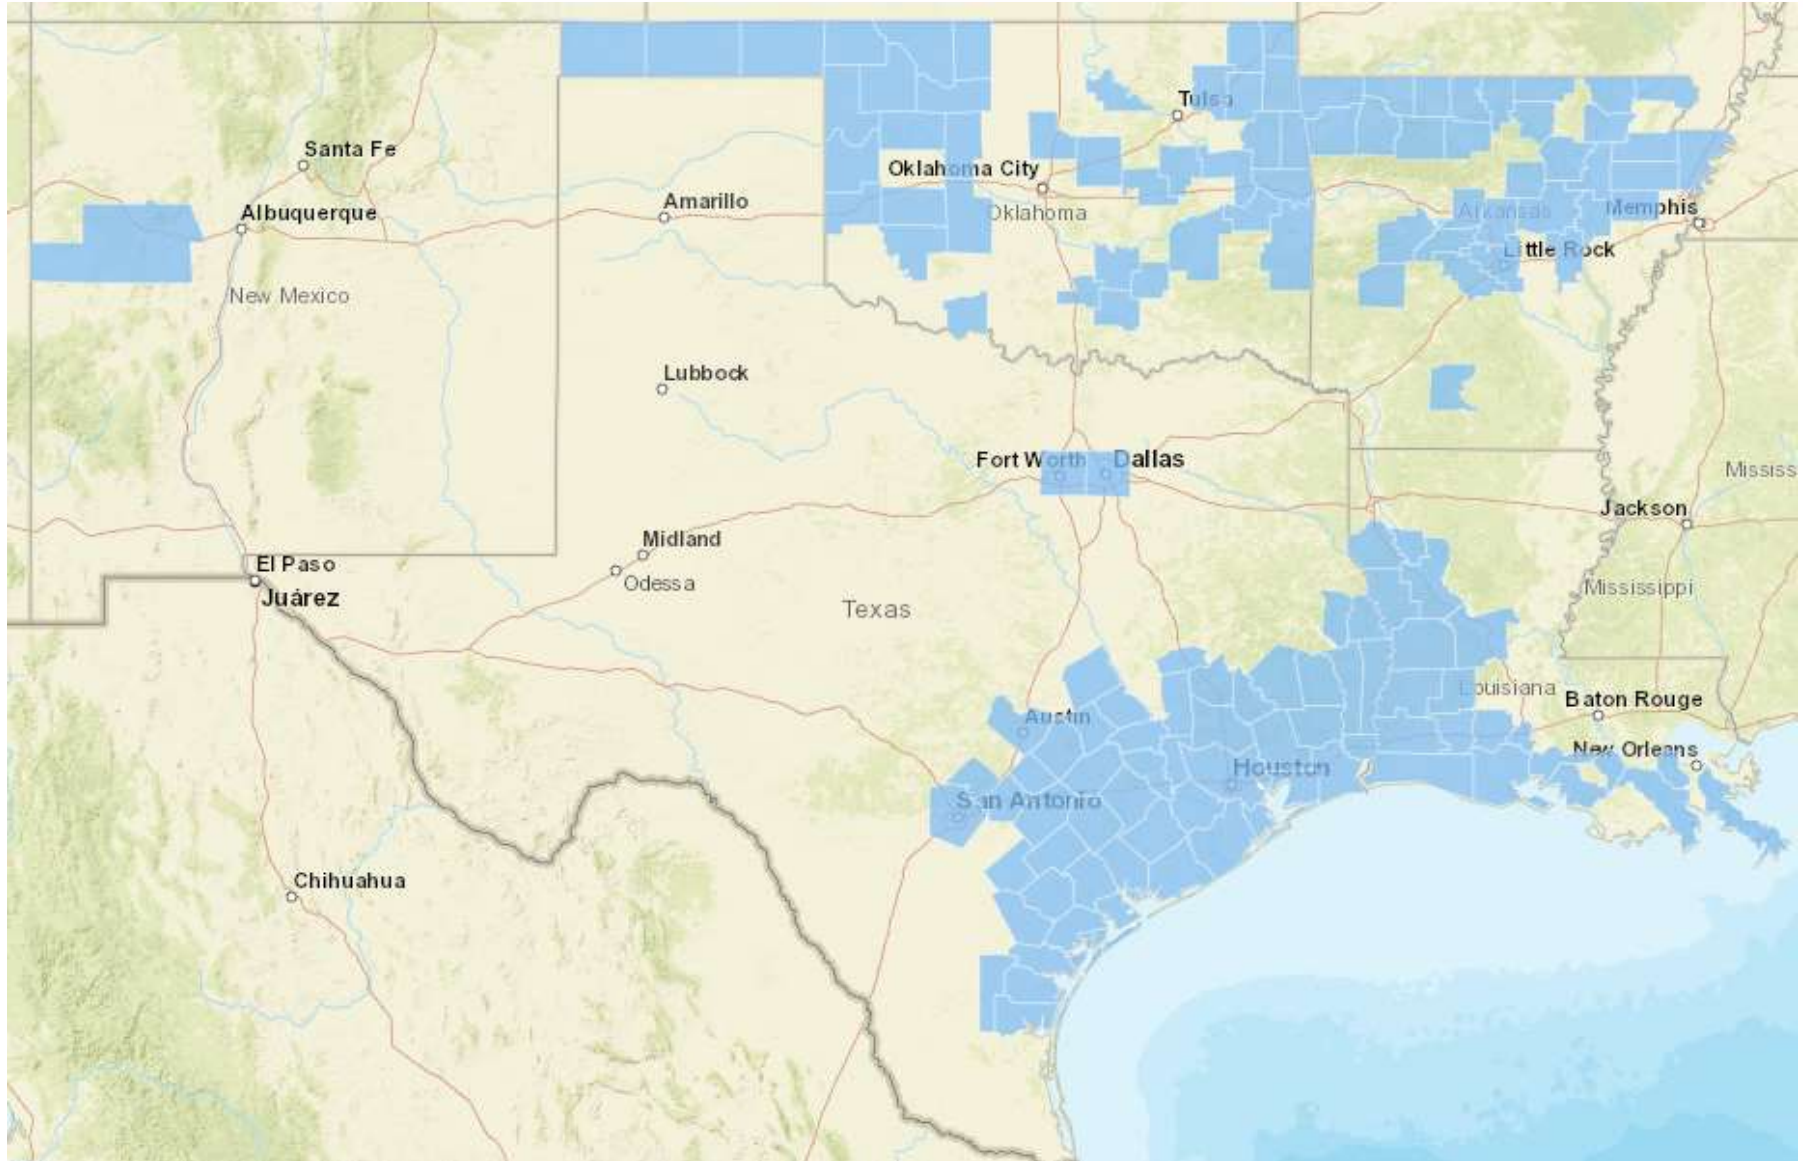 Tulsa
Santa Fe
Oklahoma City
Amarillo
Albuquerque
Oklahoma
Arkansas
Memphis
Little Rock
New Mexico
Lubbock
Fort Worth
Dallas
Mississ
Jackson
Midland
El Paso
Odessa
Juárez
Texas
Mississippi
Louisiana
Baton Rouge
Austin
New Orleans
Houston
San Antonio
Chihuahua